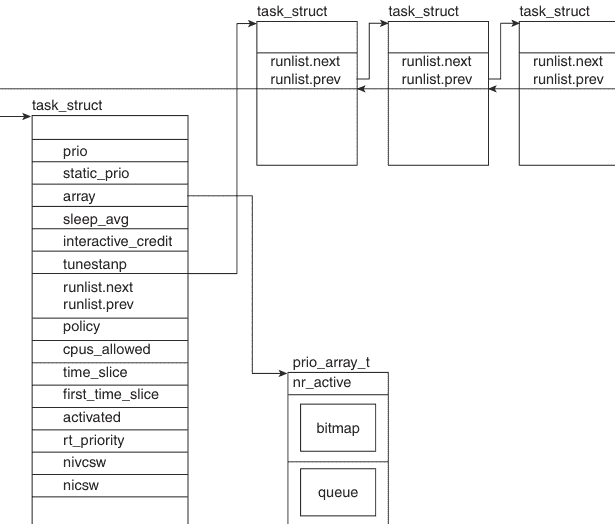 task_struct
task_struct
task_struct
runlist.next
runlist.prev
runlist.next
runlist.prev
runlist.next
runlist.prev
task_struct
prio
static_prio
array
sleep_avg
interactive_credit
tunestanp
runlist.next
runlist.prev
policy
cpus_allowed
time_slice
first_time_slice
activated
rt_priority
nivcsw
nicsw
prio_array_t
nr_active
bitmap
queue